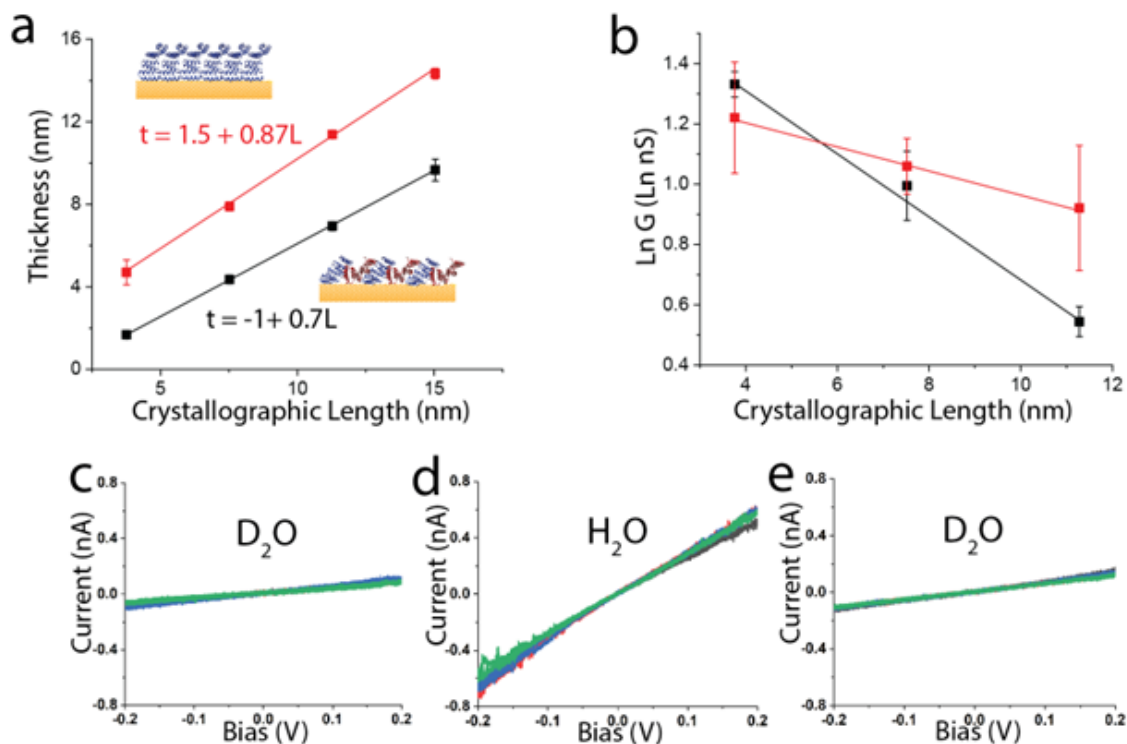 a
16
12
8
4
0
Thickness (nm)
t = 1.5 + 0.87L
t = -1+ 0.7L
5
10
15
Crystallographic Length (nm)
b
1.4
1.2
1.0
0.8
0.6
0.4
Ln G (Ln nS)
4
6
8
10
12
Crystallographic Length (nm)
c
0.8
0.4
0.0
-0.4
-0.8
Current (nA)
D₂O
-0.2
-0.1
0.0
0.1
0.2
Bias (V)
d
0.8
0.4
0.0
-0.4
-0.8
Current (nA)
H₂O
-0.2
-0.1
0.0
0.1
0.2
Bias (V)
e
0.8
0.4
0.0
-0.4
-0.8
Current (nA)
D₂O
-0.2
-0.1
0.0
0.1
0.2
Bias (V)